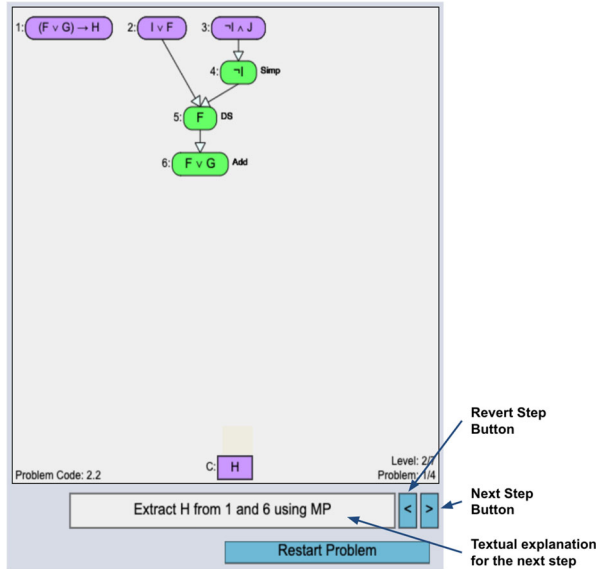 1: (F ∨ G) → H 2: I ∨ F 3: ¬I ∧ J
4: ¬I Simp
5: F DS
6: F ∨ G Add
Revert Step
Button
C: H
Level: 2/7
Problem Code: 2.2
Problem: 1/4
Extract H from 1 and 6 using MP
< >
Next Step
Button
Restart Problem
Textual explanation
for the next step